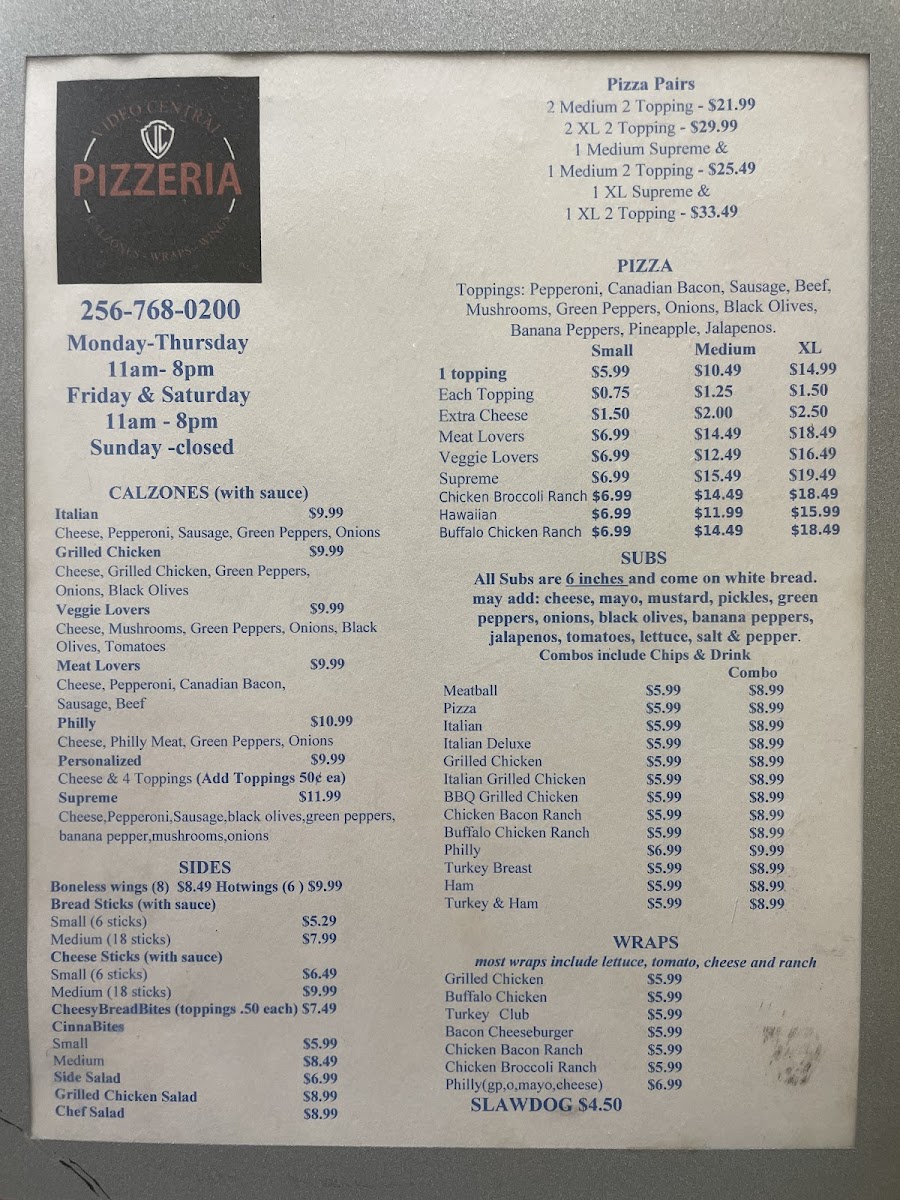 VIDEO CENTRAL
VC
PIZZERIA
CALZONES - WRAPS - WINGS
256-768-0200
Monday-Thursday
11am- 8pm
Friday & Saturday
11am - 8pm
Sunday -closed
CALZONES (with sauce)
Italian $9.99
Cheese, Pepperoni, Sausage, Green Peppers, Onions
Grilled Chicken $9.99
Cheese, Grilled Chicken, Green Peppers,
Onions, Black Olives
Veggie Lovers $9.99
Cheese, Mushrooms, Green Peppers, Onions, Black
Olives, Tomatoes
Meat Lovers $9.99
Cheese, Pepperoni, Canadian Bacon,
Sausage, Beef
Philly $10.99
Cheese, Philly Meat, Green Peppers, Onions
Personalized $9.99
Cheese & 4 Toppings (Add Toppings 50¢ ea)
Supreme $11.99
Cheese,Pepperoni,Sausage,black olives,green peppers,
banana pepper,mushrooms,onions
SIDES
Boneless wings (8) $8.49 Hotwings (6 ) $9.99
Bread Sticks (with sauce)
Small (6 sticks) $5.29
Medium (18 sticks) $7.99
Cheese Sticks (with sauce)
Small (6 sticks) $6.49
Medium (18 sticks) $9.99
CheesyBreadBites (toppings .50 each) $7.49
CinnaBites
Small $5.99
Medium $8.49
Side Salad $6.99
Grilled Chicken Salad $8.99
Chef Salad $8.99
Pizza Pairs
2 Medium 2 Topping - $21.99
2 XL 2 Topping - $29.99
1 Medium Supreme &
1 Medium 2 Topping - $25.49
1 XL Supreme &
1 XL 2 Topping - $33.49
PIZZA
Toppings: Pepperoni, Canadian Bacon, Sausage, Beef,
Mushrooms, Green Peppers, Onions, Black Olives,
Banana Peppers, Pineapple, Jalapenos.
Small Medium XL
1 topping $5.99 $10.49 $14.99
Each Topping $0.75 $1.25 $1.50
Extra Cheese $1.50 $2.00 $2.50
Meat Lovers $6.99 $14.49 $18.49
Veggie Lovers $6.99 $12.49 $16.49
Supreme $6.99 $15.49 $19.49
Chicken Broccoli Ranch $6.99 $14.49 $18.49
Hawaiian $6.99 $11.99 $15.99
Buffalo Chicken Ranch $6.99 $14.49 $18.49
SUBS
All Subs are 6 inches and come on white bread.
may add: cheese, mayo, mustard, pickles, green
peppers, onions, black olives, banana peppers,
jalapenos, tomatoes, lettuce, salt & pepper.
Combos include Chips & Drink
Combo
Meatball $5.99 $8.99
Pizza $5.99 $8.99
Italian $5.99 $8.99
Italian Deluxe $5.99 $8.99
Grilled Chicken $5.99 $8.99
Italian Grilled Chicken $5.99 $8.99
BBQ Grilled Chicken $5.99 $8.99
Chicken Bacon Ranch $5.99 $8.99
Buffalo Chicken Ranch $5.99 $8.99
Philly $6.99 $9.99
Turkey Breast $5.99 $8.99
Ham $5.99 $8.99
Turkey & Ham $5.99 $8.99
WRAPS
most wraps include lettuce, tomato, cheese and ranch
Grilled Chicken $5.99
Buffalo Chicken $5.99
Turkey Club $5.99
Bacon Cheeseburger $5.99
Chicken Bacon Ranch $5.99
Chicken Broccoli Ranch $5.99
Philly(gp,o,mayo,cheese) $6.99
SLAWDOG $4.50